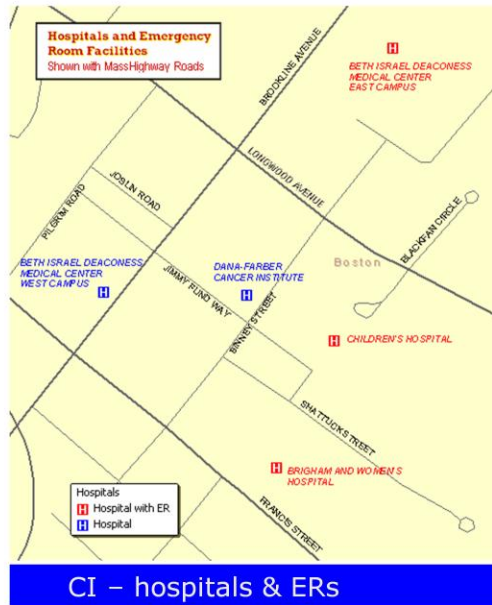 Hospitals and Emergency
Room Facilities
Shown with MassHighway Roads
H
BETH ISRAEL DEACONESS
MEDICAL CENTER
EAST CAMPUS
BROOKLINE AVENUE
LONGWOOD AVENUE
JOSLIN ROAD
PILGRIM ROAD
BLACKFAN CIRCLE
Boston
BETH ISRAEL DEACONESS
MEDICAL CENTER
WEST CAMPUS
H
JIMMY FUND WAY
DANA-FARBER
CANCER INSTITUTE
H
BINNEY STREET
H CHILDREN'S HOSPITAL
SHATTUCK STREET
H BRIGHAM AND WOMEN'S
HOSPITAL
FRANCIS STREET
Hospitals
H Hospital with ER
H Hospital
CI – hospitals & ERs